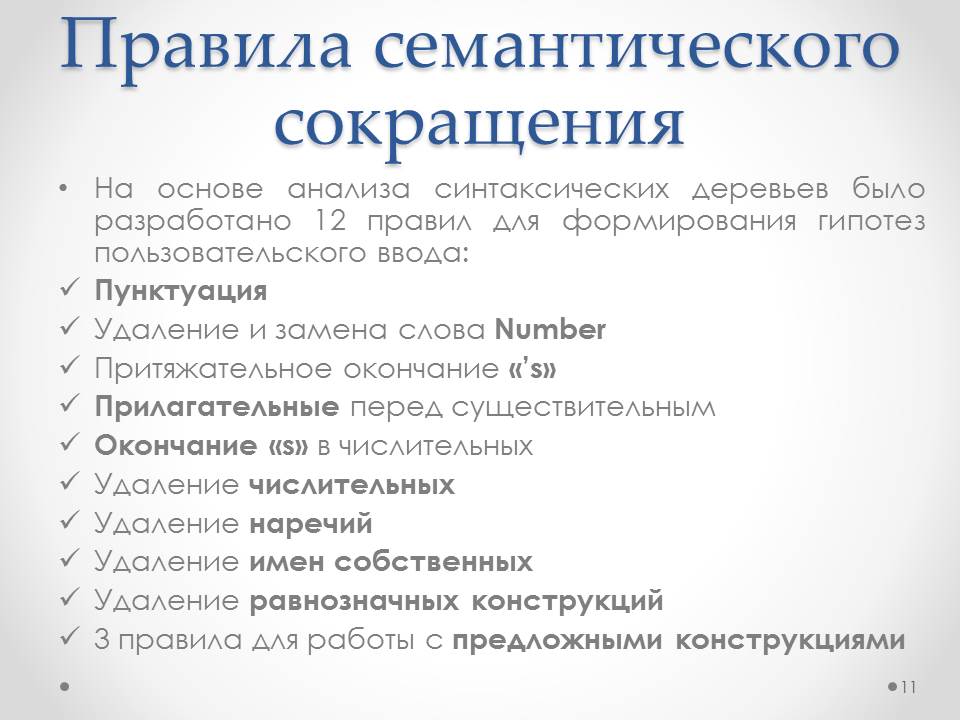 Правила семантического
сокращения
• На основе анализа синтаксических деревьев было
разработано 12 правил для формирования гипотез
пользовательского ввода:
✓ Пунктуация
✓ Удаление и замена слова Number
✓ Притяжательное окончание «’s»
✓ Прилагательные перед существительным
✓ Окончание «s» в числительных
✓ Удаление числительных
✓ Удаление наречий
✓ Удаление имен собственных
✓ Удаление равнозначных конструкций
✓ 3 правила для работы с предложными конструкциями
11